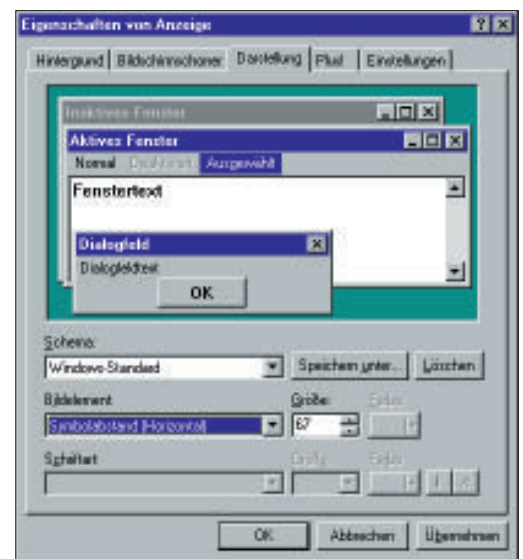 Eigenschaften von Anzeige
Hintergrund Bildschirmschoner Darstellung Plus! Einstellungen
Inaktives Fenster
Aktives Fenster
Normal Deaktiviert Ausgewählt
Fenstertext
Dialogfeld
Dialogfeldtext
OK
Schema:
Windows-Standard Speichern unter... Löschen
Bildelement: Größe: Farbe:
Symbolabstand (Horizontal) 67
Schriftart: Größe: Farbe:
OK Abbrechen Übernehmen